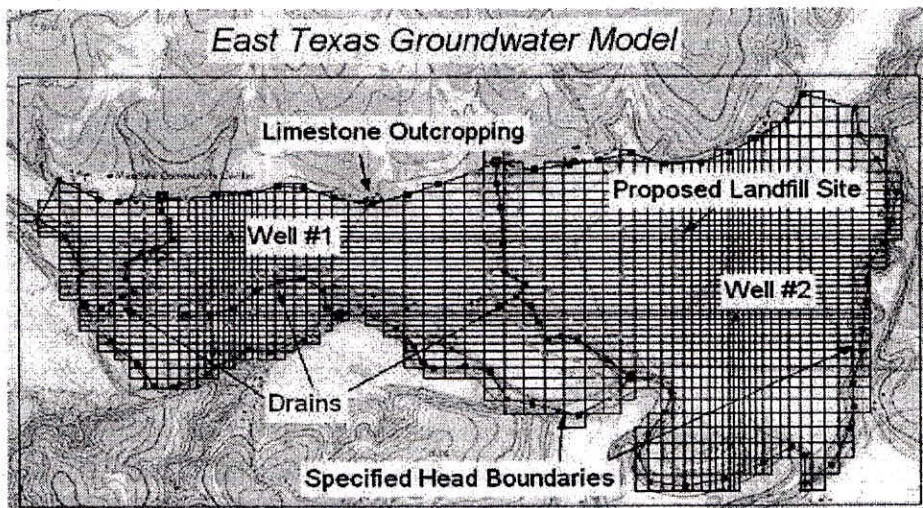 East Texas Groundwater Model
Limestone Outcropping
Proposed Landfill Site
Well #1
Well #2
Drains
Specified Head Boundaries